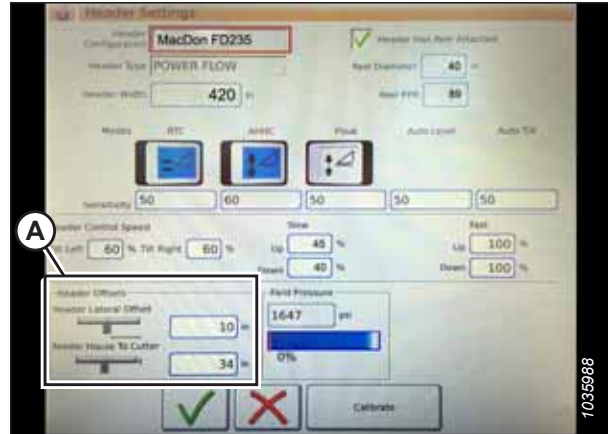 Header Settings
Header Configuration MacDon FD235 Header Has Reel Attached
Header Type POWER FLOW Reel Diameter 40 in
Header Width 420 in Reel PPR 89
Modes RTC AHHC Float Auto Level Auto Tilt
Sensitivity 50 60 50 50 50
A
Header Control Speed Slow Fast
Tilt Left 60 % Tilt Right 60 % Up 45 % Up 100 %
Down 40 % Down 100 %
Header Offsets Field Pressure
Header Lateral Offset 10 in 1647 psi
Header House To Cutter 34 in 0%
Calibrate
1035988